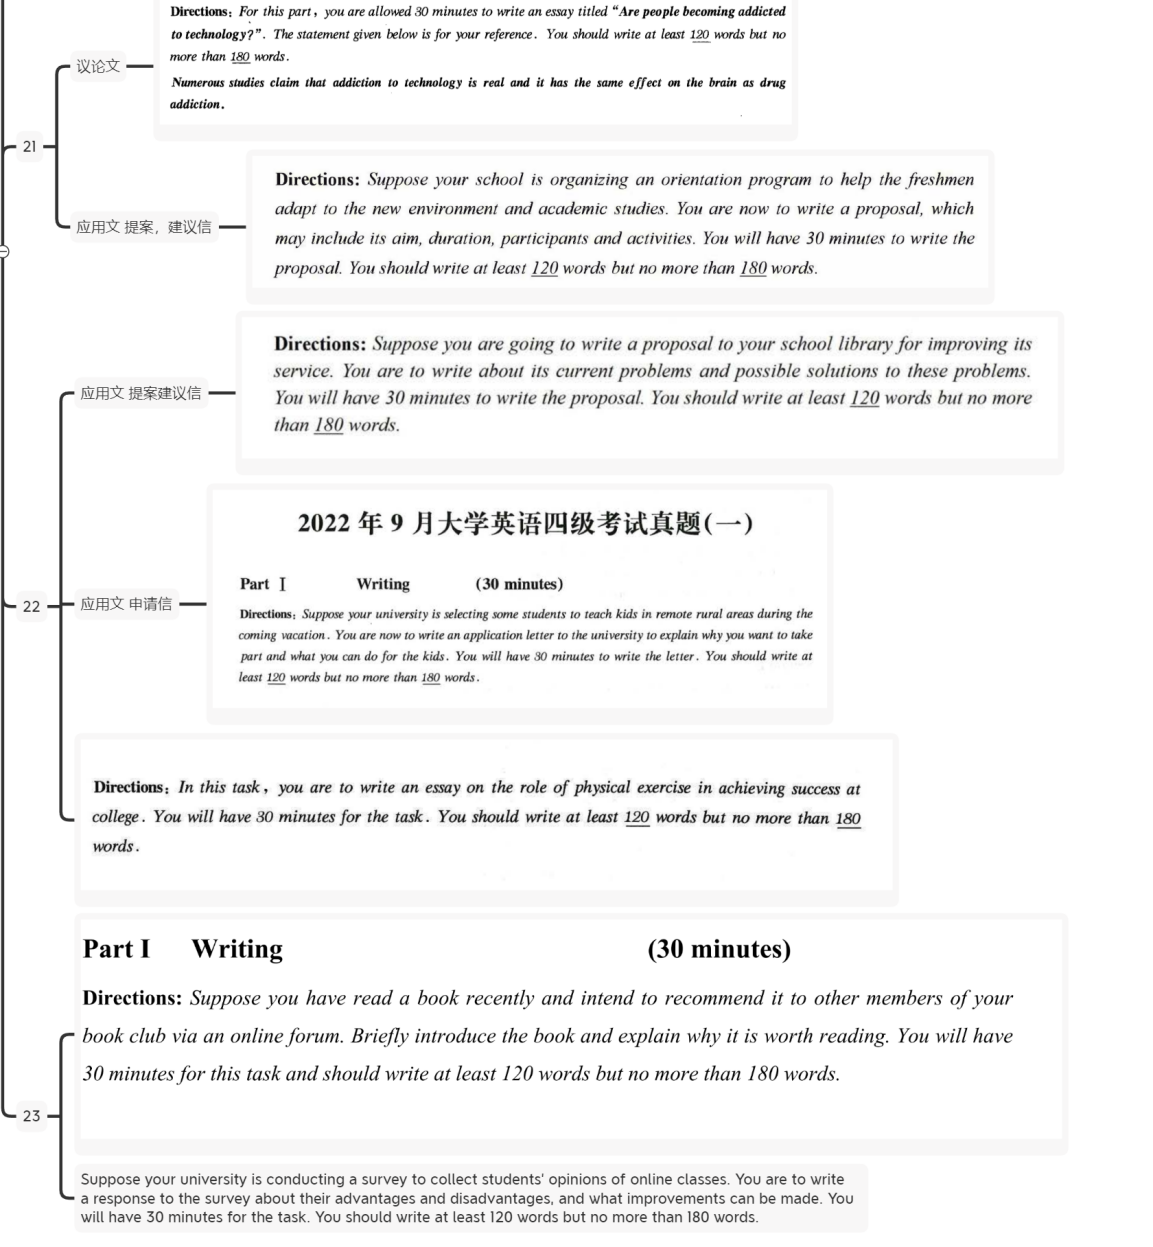 Directions: For this part, you are allowed 30 minutes to write an essay titled “Are people becoming addicted
to technology?”. The statement given below is for your reference. You should write at least 120 words but no
more than 180 words.
Numerous studies claim that addiction to technology is real and it has the same effect on the brain as drug
addiction.
议论文
21
Directions: Suppose your school is organizing an orientation program to help the freshmen
adapt to the new environment and academic studies. You are now to write a proposal, which
may include its aim, duration, participants and activities. You will have 30 minutes to write the
proposal. You should write at least 120 words but no more than 180 words.
应用文 提案，建议信
Directions: Suppose you are going to write a proposal to your school library for improving its
service. You are to write about its current problems and possible solutions to these problems.
You will have 30 minutes to write the proposal. You should write at least 120 words but no more
than 180 words.
应用文 提案建议信
2022 年 9 月大学英语四级考试真题(一)
Part Ⅰ Writing (30 minutes)
Directions: Suppose your university is selecting some students to teach kids in remote rural areas during the
coming vacation. You are now to write an application letter to the university to explain why you want to take
part and what you can do for the kids. You will have 30 minutes to write the letter. You should write at
least 120 words but no more than 180 words.
应用文 申请信
22
Directions: In this task, you are to write an essay on the role of physical exercise in achieving success at
college. You will have 30 minutes for the task. You should write at least 120 words but no more than 180
words.
Part I Writing (30 minutes)
Directions: Suppose you have read a book recently and intend to recommend it to other members of your
book club via an online forum. Briefly introduce the book and explain why it is worth reading. You will have
30 minutes for this task and should write at least 120 words but no more than 180 words.
23
Suppose your university is conducting a survey to collect students' opinions of online classes. You are to write
a response to the survey about their advantages and disadvantages, and what improvements can be made. You
will have 30 minutes for the task. You should write at least 120 words but no more than 180 words.